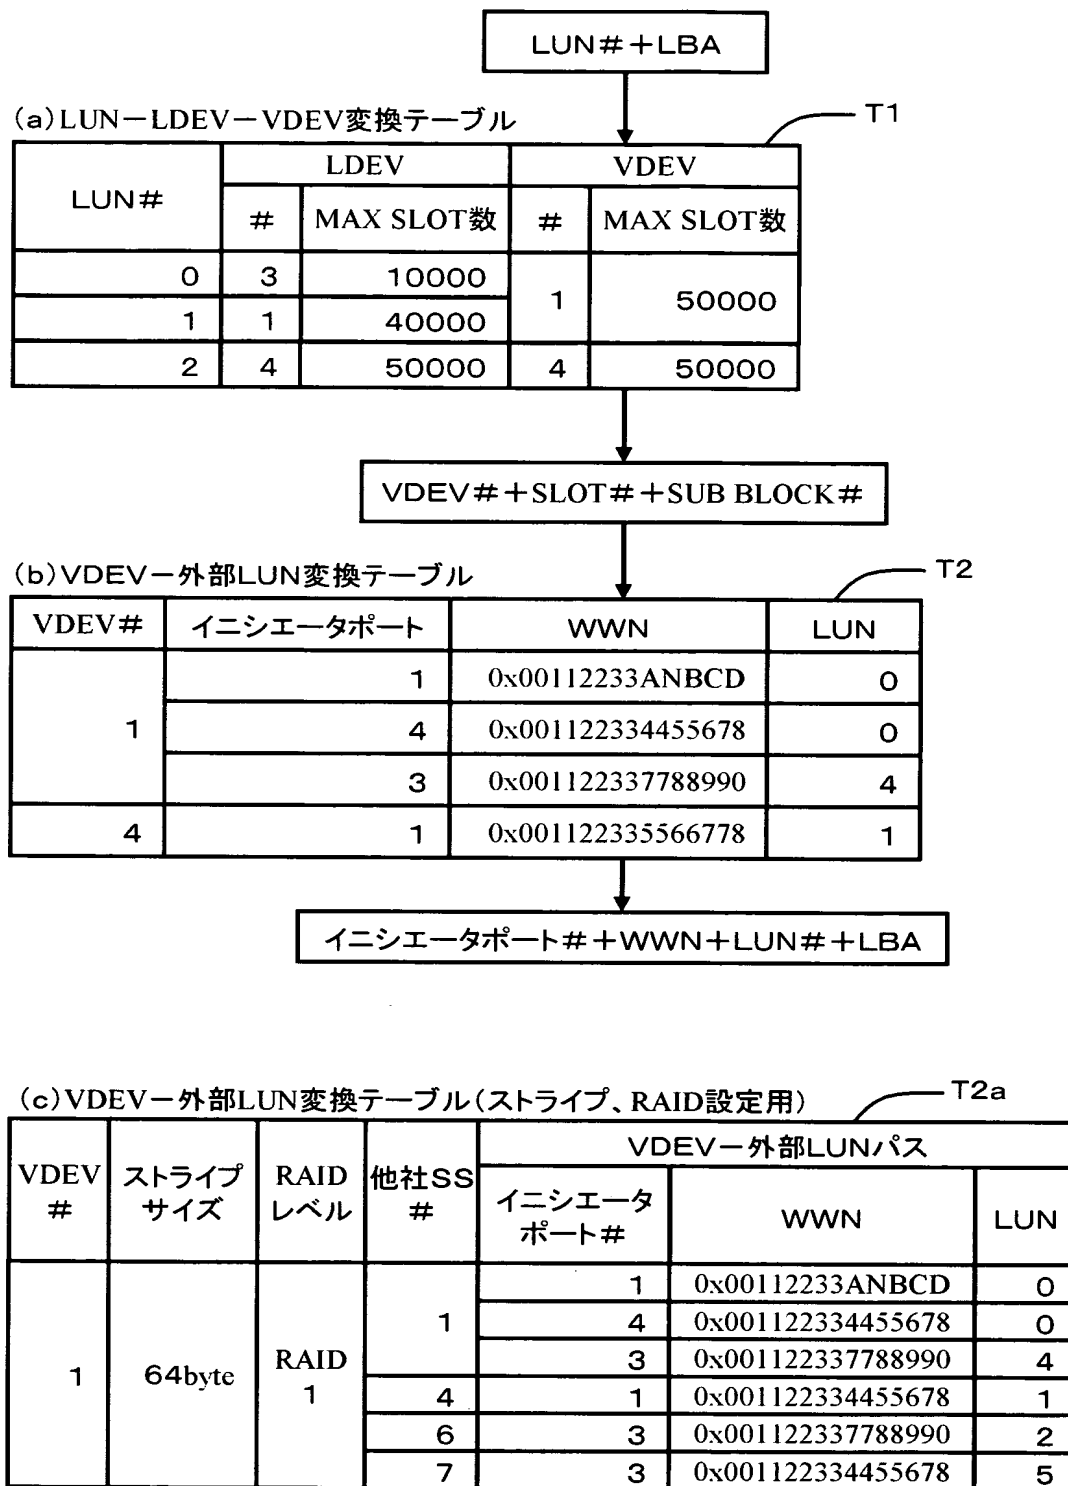 LUN#+LBA
(a)LUN-LDEV-VDEV変換テーブル
T1
LUN# LDEV VDEV
# MAX SLOT数 # MAX SLOT数
0 3 10000 1 50000
1 1 40000
2 4 50000 4 50000
VDEV#+SLOT#+SUB BLOCK#
(b)VDEV-外部LUN変換テーブル
T2
VDEV# イニシエータポート WWN LUN
1 1 0x00112233ANBCD 0
4 0x001122334455678 0
3 0x001122337788990 4
4 1 0x001122335566778 1
イニシエータポート#+WWN+LUN#+LBA
(c)VDEV-外部LUN変換テーブル(ストライプ、RAID設定用)
T2a
VDEV-外部LUNパス
VDEV ストライプ RAID 他社SS
# サイズ レベル #
イニシエータ
ポート# WWN LUN
1 64byte RAID
1
1 1 0x00112233ANBCD 0
4 0x001122334455678 0
3 0x001122337788990 4
4 1 0x001122334455678 1
6 3 0x001122337788990 2
7 3 0x001122334455678 5